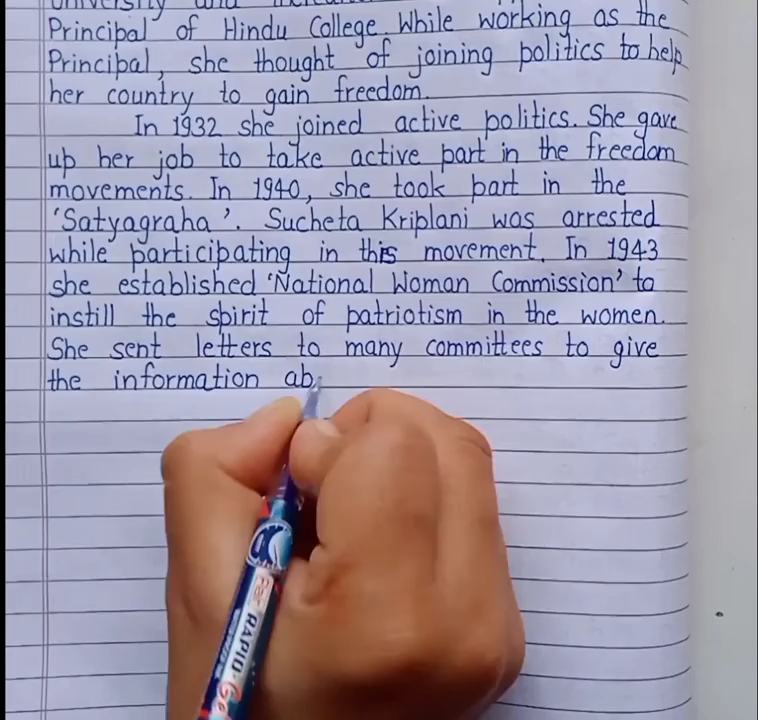 University and
Principal of Hindu College. While working as the
Principal, she thought of joining politics to help
her country to gain freedom.
In 1932 she joined active politics. She gave
up her job to take active part in the freedom
movements. In 1940, she took part in the
'Satyagraha'. Sucheta Kriplani was arrested
while participating in this movement. In 1943
she established 'National Woman Commission' to
instill the spirit of patriotism in the women.
She sent letters to many committees to give
the information ab
RAPID